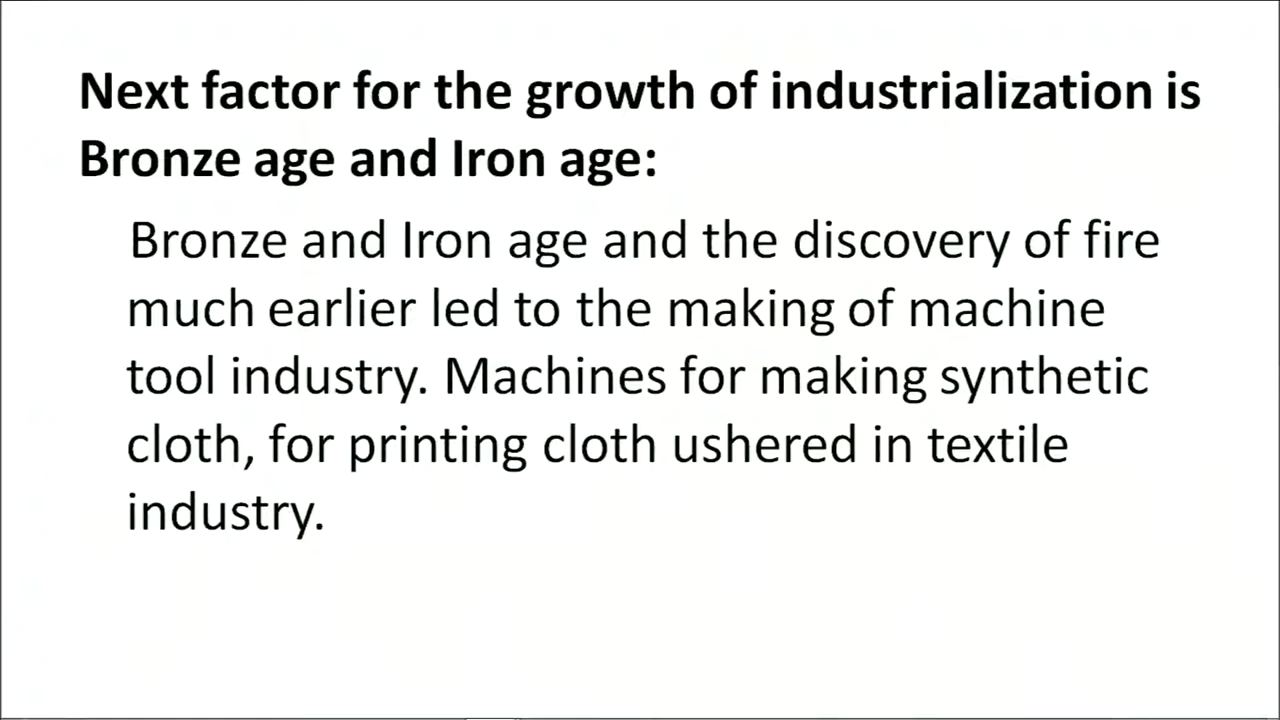 Next factor for the growth of industrialization is
Bronze age and Iron age:
Bronze and Iron age and the discovery of fire
much earlier led to the making of machine
tool industry. Machines for making synthetic
cloth, for printing cloth ushered in textile
industry.